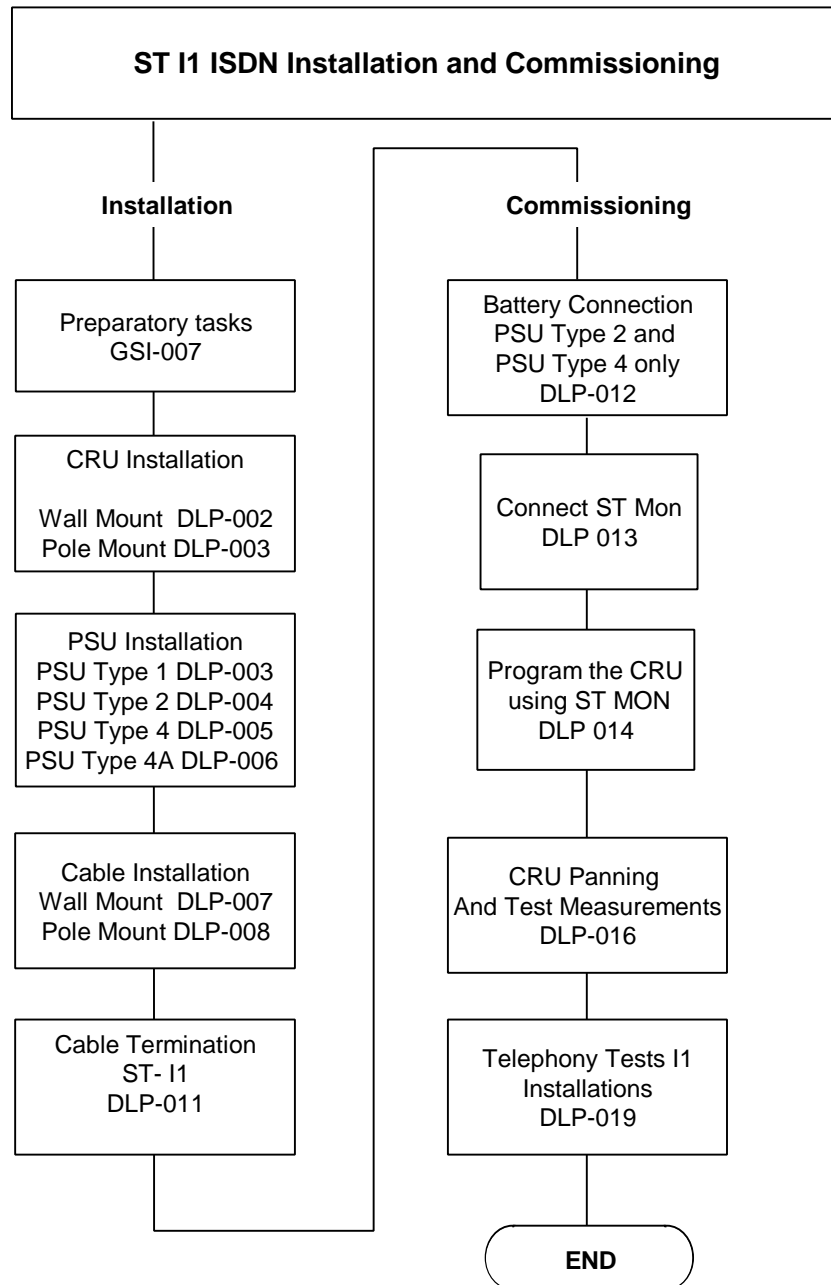 ST I1 ISDN Installation and Commissioning
Installation
Preparatory tasks
GSI-007
CRU Installation
Wall Mount DLP-002
Pole Mount DLP-003
PSU Installation
PSU Type 1 DLP-003
PSU Type 2 DLP-004
PSU Type 4 DLP-005
PSU Type 4A DLP-006
Cable Installation
Wall Mount DLP-007
Pole Mount DLP-008
Cable Termination
ST- I1
DLP-011
Commissioning
Battery Connection
PSU Type 2 and
PSU Type 4 only
DLP-012
Connect ST Mon
DLP 013
Program the CRU
using ST MON
DLP 014
CRU Panning
And Test Measurements
DLP-016
Telephony Tests I1
Installations
DLP-019
END